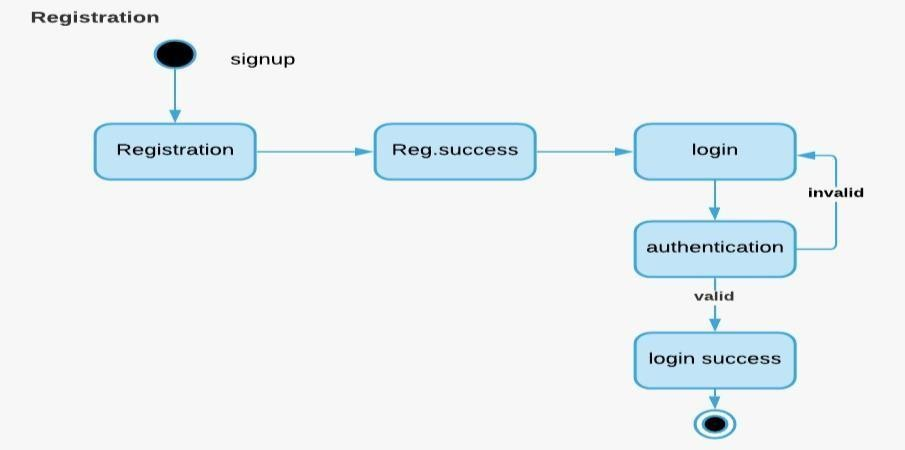 Registration
signup
Registration
Reg.success
login
invalid
authentication
valid
login success